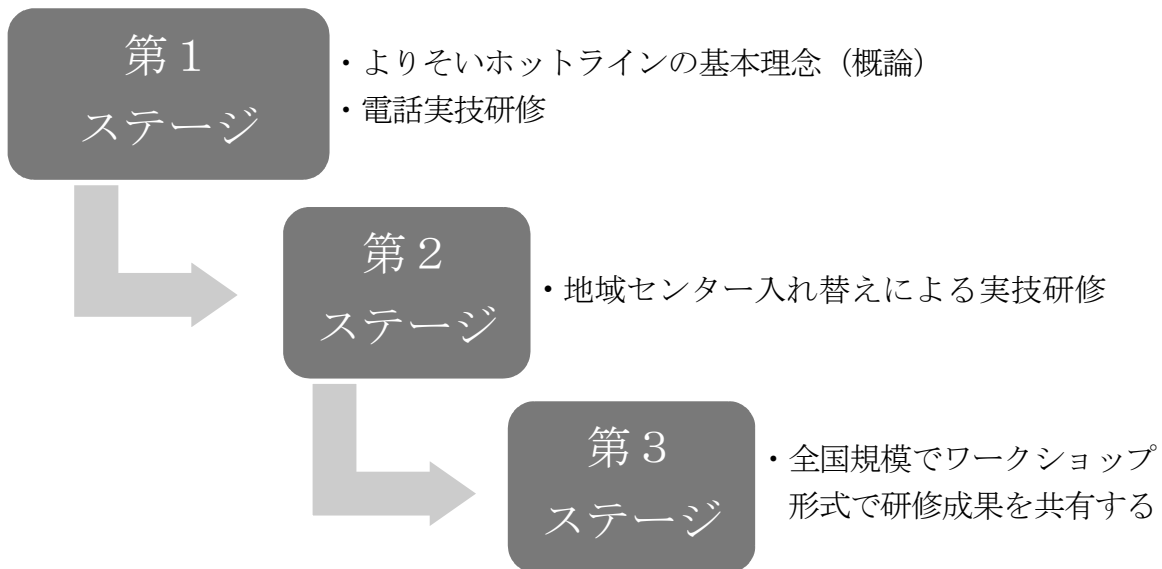 第１
ステージ
・よりそいホットラインの基本理念（概論）
・電話実技研修
第２
ステージ
・地域センター入れ替えによる実技研修
第３
ステージ
・全国規模でワークショップ
形式で研修成果を共有する